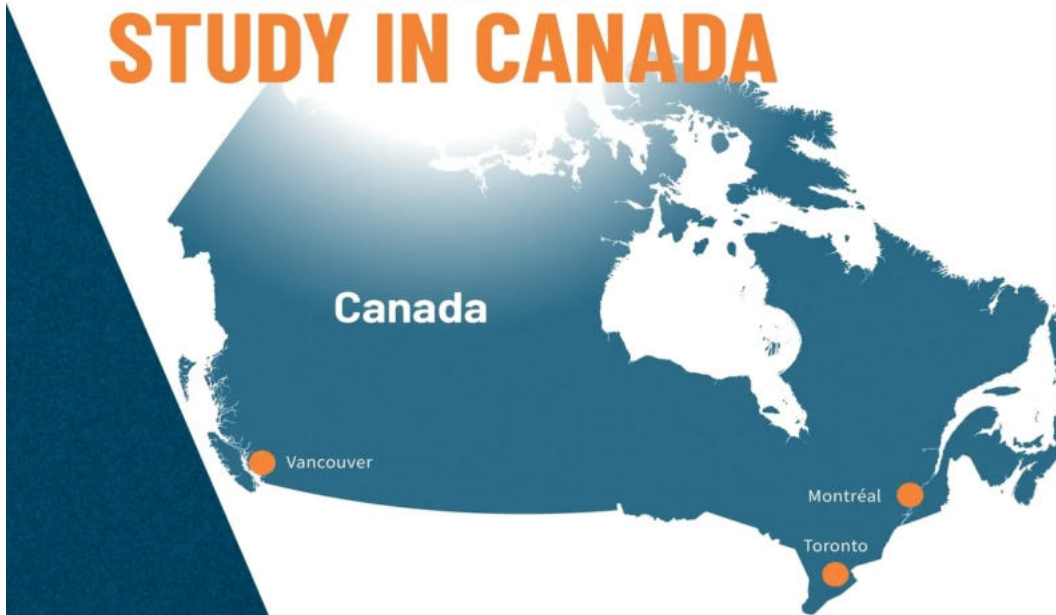 STUDY IN CANADA
Canada
Vancouver
Montréal
Toronto